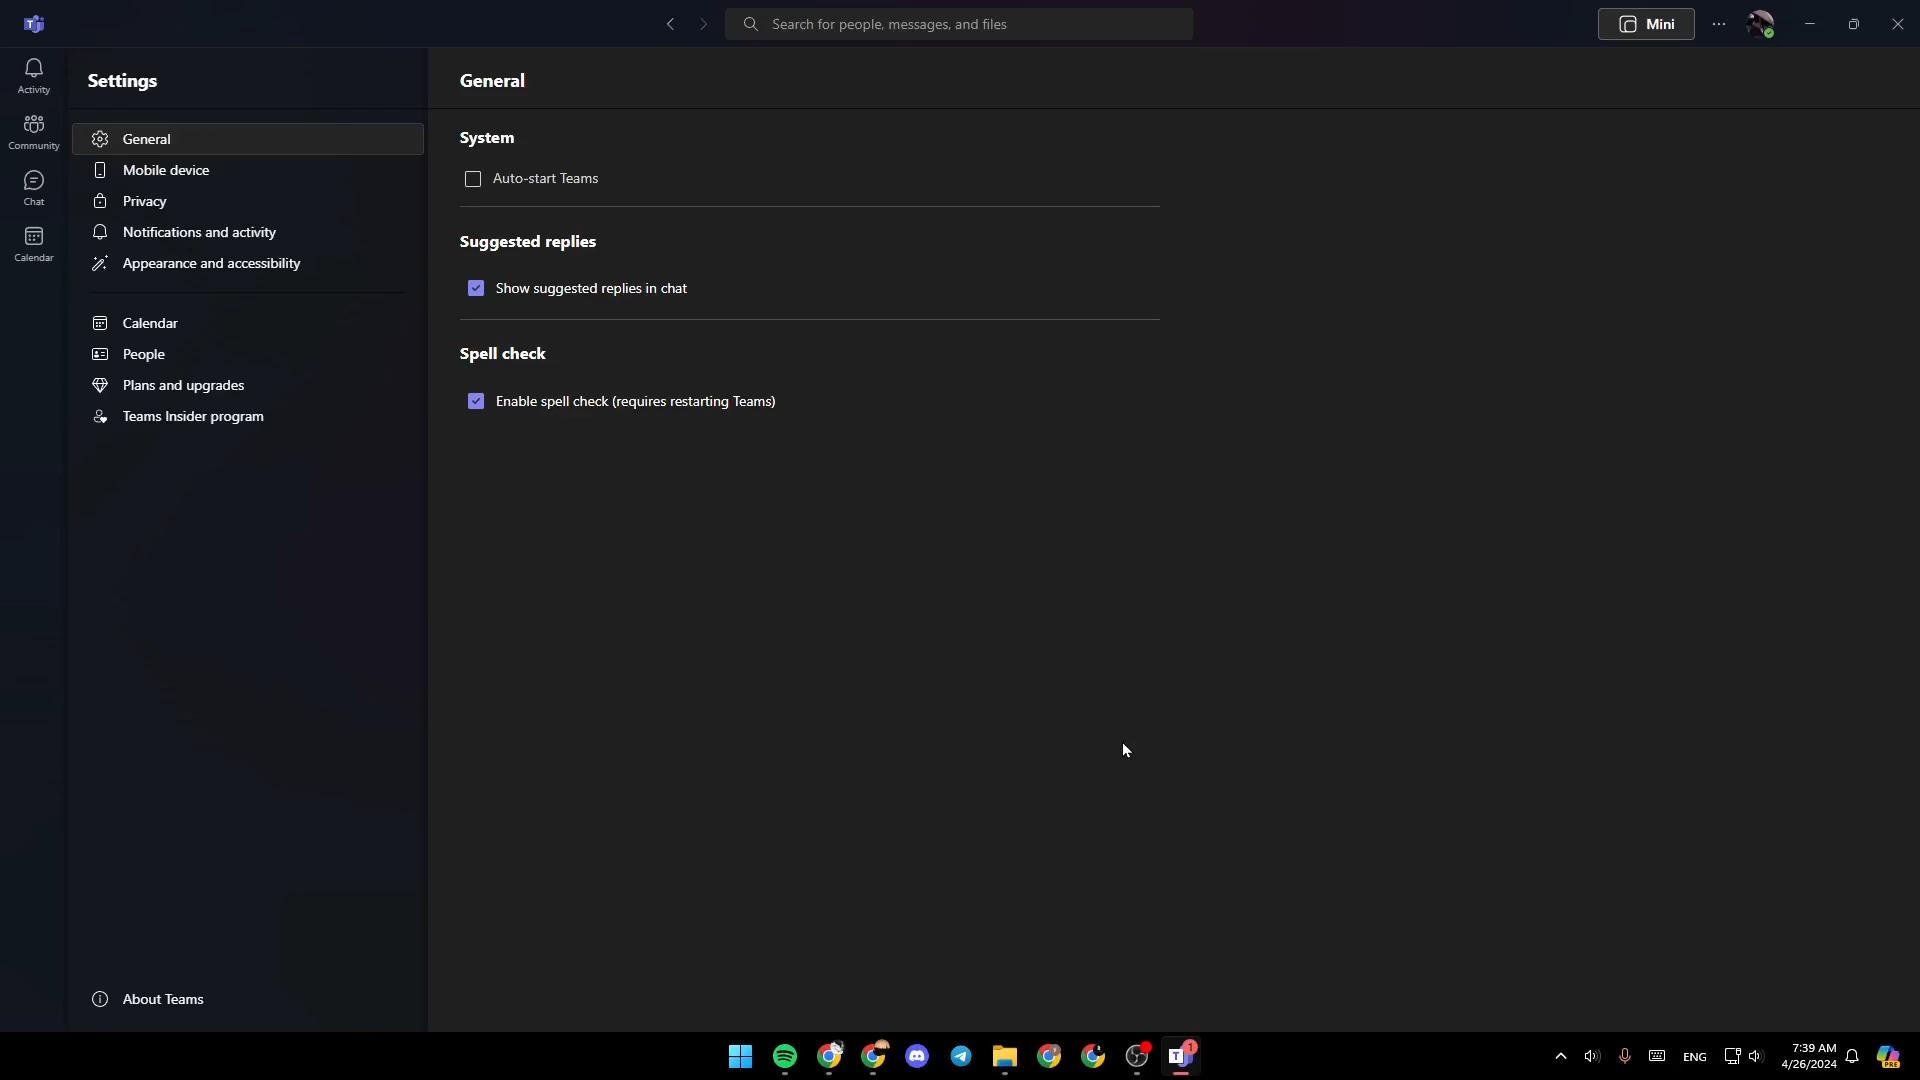 Search for people, messages, and files
Mini
Activity
Community
Chat
Calendar
Settings
General
Mobile device
Privacy
Notifications and activity
Appearance and accessibility
Calendar
People
Plans and upgrades
Teams Insider program
About Teams
General
System
Auto-start Teams
Suggested replies
Show suggested replies in chat
Spell check
Enable spell check (requires restarting Teams)
T
1
ENG
7:39 AM
4/26/2024
PRE